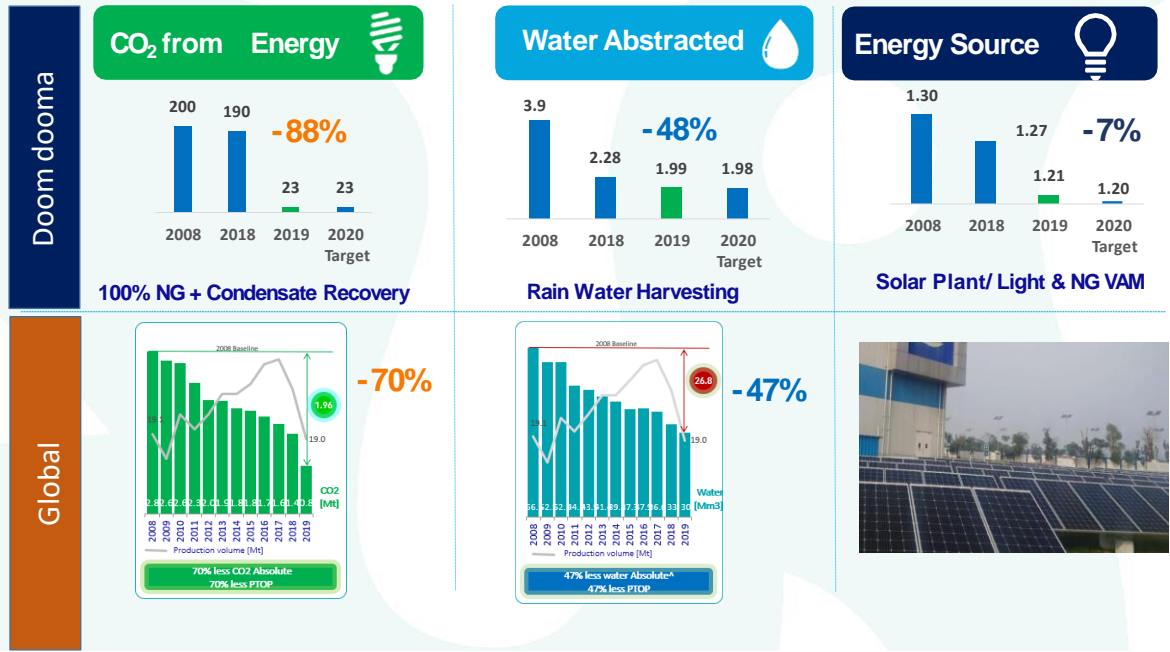 Doom dooma
CO2 from Energy
200
190
-88%
23
23
2008
2018
2019
2020
Target
100% NG + Condensate Recovery
Water Abstracted
3.9
-48%
2.28
1.99
1.98
2008
2018
2019
2020
Target
Rain Water Harvesting
Energy Source
1.30
1.27
-7%
1.21
1.20
2008
2018
2019
2020
Target
Solar Plant/ Light & NG VAM
Global
2008 Baseline
-70%
1.96
19.0
CO2
[Mt]
2008
2009
2010
2011
2012
2013
2014
2015
2016
2017
2018
2019
Production volume [Mt]
70% less CO2 Absolute
70% less PTOP
2008 Baseline
26.8
-47%
19.0
Water
[Mm3]
2008
2009
2010
2011
2012
2013
2014
2015
2016
2017
2018
2019
Production volume [Mt]
47% less water Absolute^
47% less PTOP